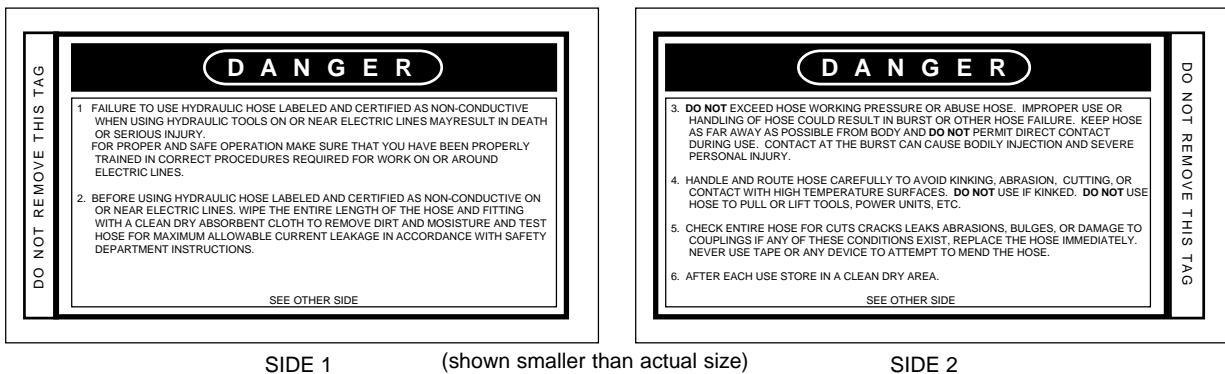 DO NOT REMOVE THIS TAG
DANGER
1 FAILURE TO USE HYDRAULIC HOSE LABELED AND CERTIFIED AS NON-CONDUCTIVE
WHEN USING HYDRAULIC TOOLS ON OR NEAR ELECTRIC LINES MAYRESULT IN DEATH
OR SERIOUS INJURY.
FOR PROPER AND SAFE OPERATION MAKE SURE THAT YOU HAVE BEEN PROPERLY
TRAINED IN CORRECT PROCEDURES REQUIRED FOR WORK ON OR AROUND
ELECTRIC LINES.
2. BEFORE USING HYDRAULIC HOSE LABELED AND CERTIFIED AS NON-CONDUCTIVE ON
OR NEAR ELECTRIC LINES. WIPE THE ENTIRE LENGTH OF THE HOSE AND FITTING
WITH A CLEAN DRY ABSORBENT CLOTH TO REMOVE DIRT AND MOSISTURE AND TEST
HOSE FOR MAXIMUM ALLOWABLE CURRENT LEAKAGE IN ACCORDANCE WITH SAFETY
DEPARTMENT INSTRUCTIONS.
SEE OTHER SIDE
DANGER
3. DO NOT EXCEED HOSE WORKING PRESSURE OR ABUSE HOSE. IMPROPER USE OR
HANDLING OF HOSE COULD RESULT IN BURST OR OTHER HOSE FAILURE. KEEP HOSE
AS FAR AWAY AS POSSIBLE FROM BODY AND DO NOT PERMIT DIRECT CONTACT
DURING USE. CONTACT AT THE BURST CAN CAUSE BODILY INJECTION AND SEVERE
PERSONAL INJURY.
4. HANDLE AND ROUTE HOSE CAREFULLY TO AVOID KINKING, ABRASION, CUTTING, OR
CONTACT WITH HIGH TEMPERATURE SURFACES. DO NOT USE IF KINKED. DO NOT USE
HOSE TO PULL OR LIFT TOOLS, POWER UNITS, ETC.
5. CHECK ENTIRE HOSE FOR CUTS CRACKS LEAKS ABRASIONS, BULGES, OR DAMAGE TO
COUPLINGS IF ANY OF THESE CONDITIONS EXIST, REPLACE THE HOSE IMMEDIATELY.
NEVER USE TAPE OR ANY DEVICE TO ATTEMPT TO MEND THE HOSE.
6. AFTER EACH USE STORE IN A CLEAN DRY AREA.
SEE OTHER SIDE
DO NOT REMOVE THIS TAG
SIDE 1
(shown smaller than actual size)
SIDE 2